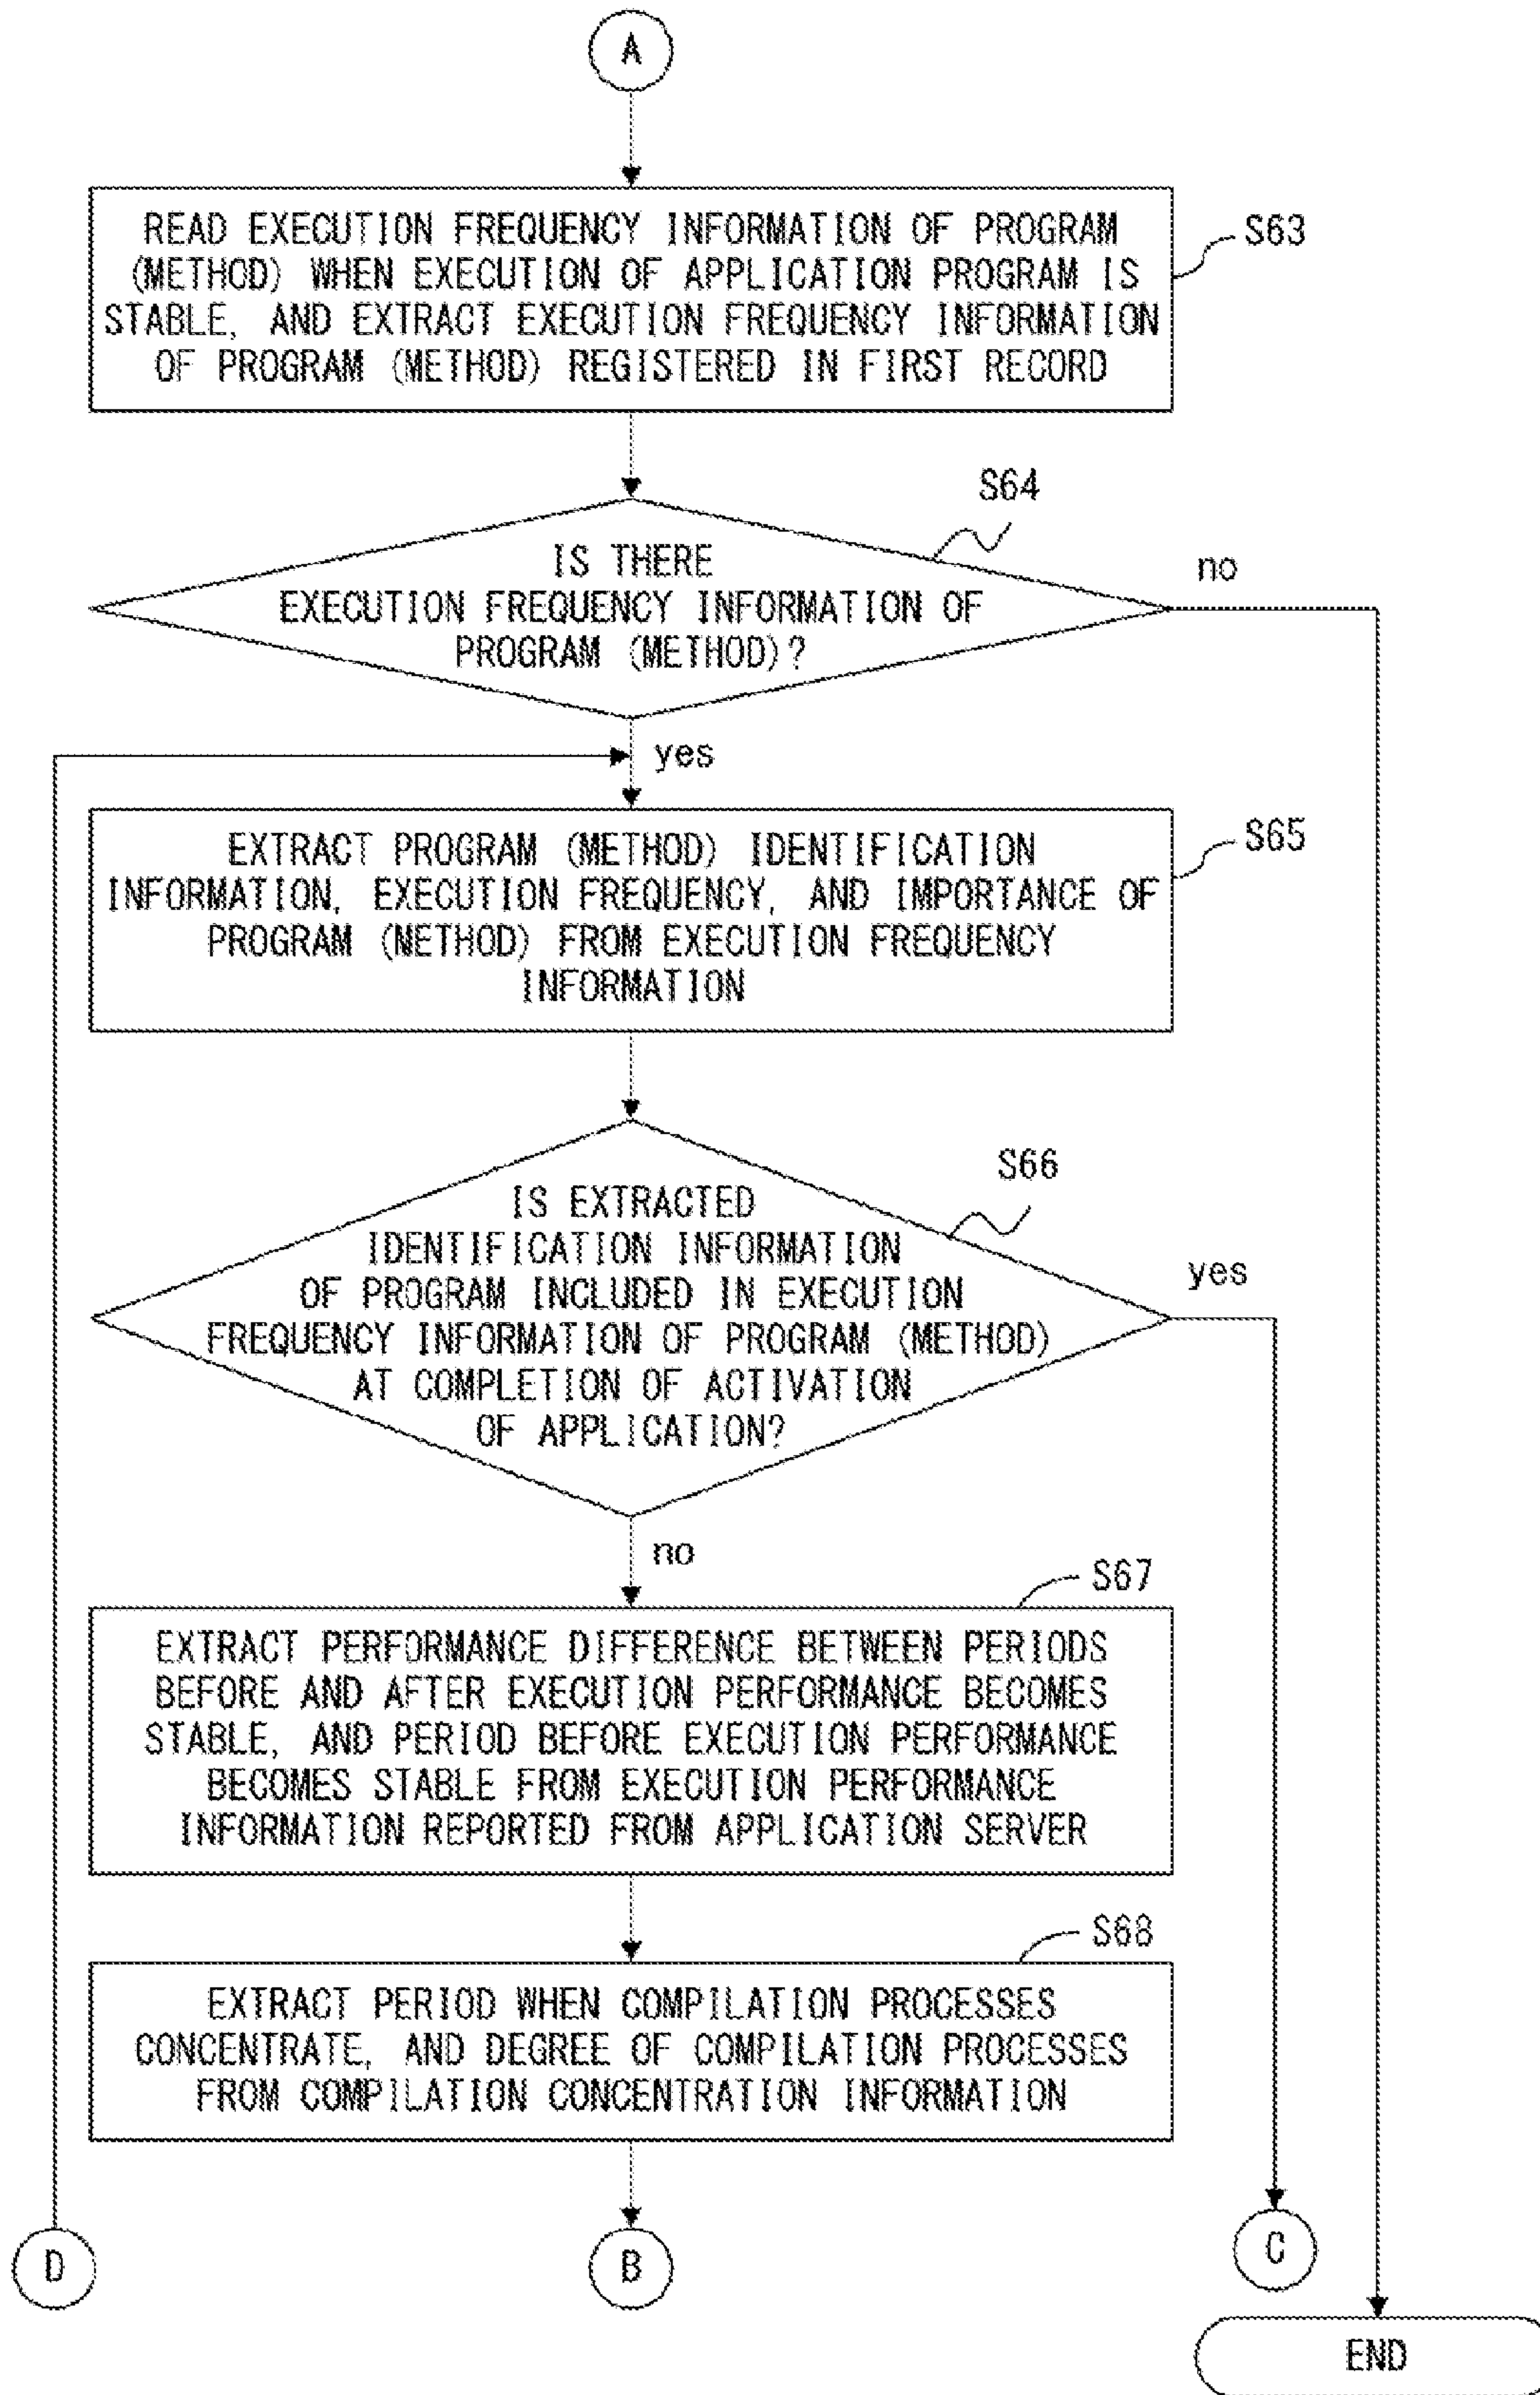 A
READ EXECUTION FREQUENCY INFORMATION OF PROGRAM
(METHOD) WHEN EXECUTION OF APPLICATION PROGRAM IS
STABLE, AND EXTRACT EXECUTION FREQUENCY INFORMATION
OF PROGRAM (METHOD) REGISTERED IN FIRST RECORD
S63
S64
IS THERE
EXECUTION FREQUENCY INFORMATION OF
PROGRAM (METHOD)?
no
yes
EXTRACT PROGRAM (METHOD) IDENTIFICATION
INFORMATION, EXECUTION FREQUENCY, AND IMPORTANCE OF
PROGRAM (METHOD) FROM EXECUTION FREQUENCY
INFORMATION
S65
S66
IS EXTRACTED
IDENTIFICATION INFORMATION
OF PROGRAM INCLUDED IN EXECUTION
FREQUENCY INFORMATION OF PROGRAM (METHOD)
AT COMPLETION OF ACTIVATION
OF APPLICATION?
yes
no
S67
EXTRACT PERFORMANCE DIFFERENCE BETWEEN PERIODS
BEFORE AND AFTER EXECUTION PERFORMANCE BECOMES
STABLE, AND PERIOD BEFORE EXECUTION PERFORMANCE
BECOMES STABLE FROM EXECUTION PERFORMANCE
INFORMATION REPORTED FROM APPLICATION SERVER
S68
EXTRACT PERIOD WHEN COMPILATION PROCESSES
CONCENTRATE, AND DEGREE OF COMPILATION PROCESSES
FROM COMPILATION CONCENTRATION INFORMATION
D
B
C
END